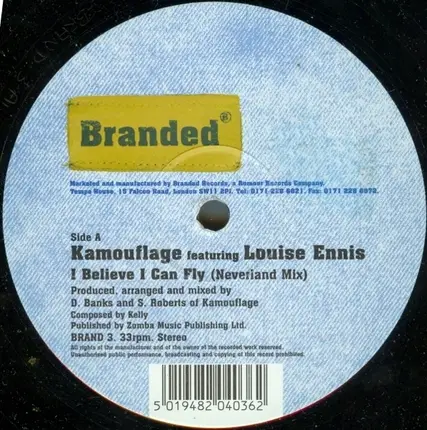 Branded®
Marketed and manufactured by Branded Records, a Rumour Records Company.
Tempo House, 15 Falcon Road, London SW11 2PJ. Tel: 0171 228 6821. Fax: 0171 228 6972.
Side A
Kamouflage featuring Louise Ennis
I Believe I Can Fly (Neverland Mix)
Produced, arranged and mixed by
D. Banks and S. Roberts of Kamouflage
Composed by Kelly
Published by Zomba Music Publishing Ltd.
BRAND 3. 33rpm. Stereo
All rights of the manufacturer and of the owner of the recorded work reserved.
Unauthorised public performance, broadcasting and copying of this record prohibited.
5 019482 040362